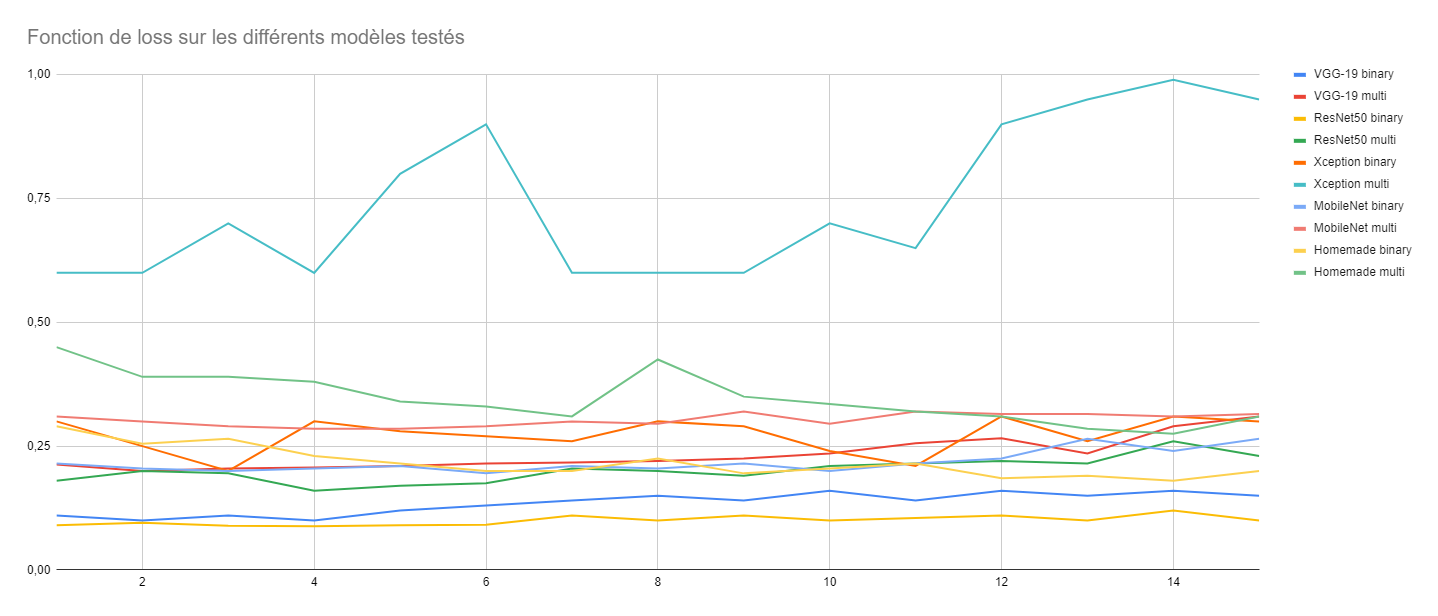 Fonction de loss sur les différents modèles testés
1,00
0,75
0,50
0,25
0,00
2 4 6 8 10 12 14
VGG-19 binary
VGG-19 multi
ResNet50 binary
ResNet50 multi
Xception binary
Xception multi
MobileNet binary
MobileNet multi
Homemade binary
Homemade multi